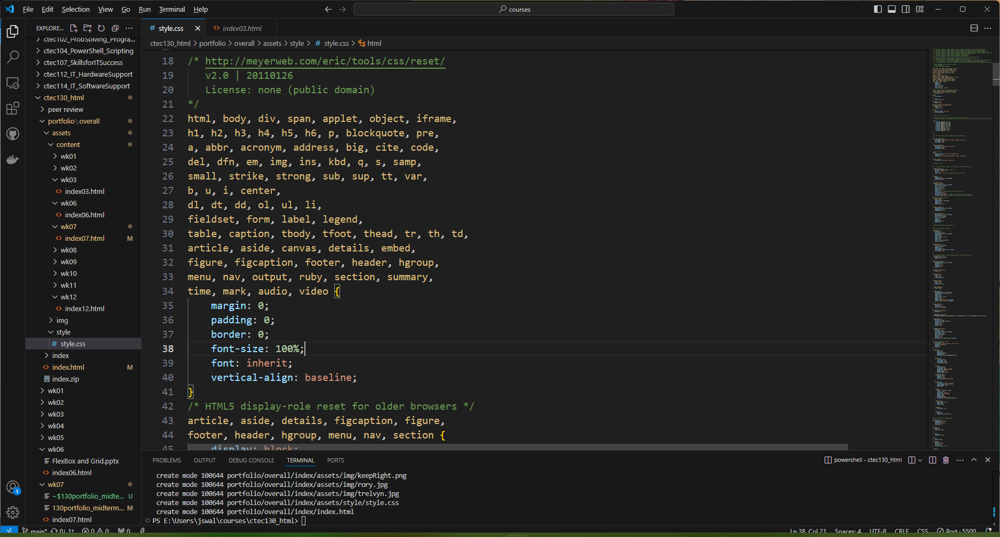 File Edit Selection View Go Run Terminal Help
courses
EXPLORE...
ctec102_ProbSolving_Progra...
ctec104_PowerShell_Scripting
ctec107_SkillsforITSuccess
ctec112_IT_HardwareSupport
ctec114_IT_SoftwareSupport
ctec130_html
peer review
portfolio\overall
assets
content
wk01
wk02
wk03
index03.html
wk06
index06.html
wk07
index07.html M
wk08
wk09
wk10
wk11
wk12
index12.html
img
style
# style.css
index
index.html M
index.zip
wk01
wk02
wk03
wk04
wk05
wk06
FlexBox and Grid.pptx
index06.html
wk07
~$130portfolio_midte... U
130portfolio_midterm... M
index07.html
1
# style.css
index03.html
ctec130_html > portfolio > overall > assets > style > # style.css > html
18 /* http://meyerweb.com/eric/tools/css/reset/
19 v2.0 | 20110126
20 License: none (public domain)
21 */
22 html, body, div, span, applet, object, iframe,
23 h1, h2, h3, h4, h5, h6, p, blockquote, pre,
24 a, abbr, acronym, address, big, cite, code,
25 del, dfn, em, img, ins, kbd, q, s, samp,
26 small, strike, strong, sub, sup, tt, var,
27 b, u, i, center,
28 dl, dt, dd, ol, ul, li,
29 fieldset, form, label, legend,
30 table, caption, tbody, tfoot, thead, tr, th, td,
31 article, aside, canvas, details, embed,
32 figure, figcaption, footer, header, hgroup,
33 menu, nav, output, ruby, section, summary,
34 time, mark, audio, video {
35 margin: 0;
36 padding: 0;
37 border: 0;
38 font-size: 100%;
39 font: inherit;
40 vertical-align: baseline;
41 }
42 /* HTML5 display-role reset for older browsers */
43 article, aside, details, figcaption, figure,
44 footer, header, hgroup, menu, nav, section {
45 display: block;
PROBLEMS OUTPUT DEBUG CONSOLE TERMINAL PORTS
powershell - ctec130_html
create mode 100644 portfolio/overall/index/assets/img/keepRight.png
create mode 100644 portfolio/overall/index/assets/img/rory.jpg
create mode 100644 portfolio/overall/index/assets/img/trelvyn.jpg
create mode 100644 portfolio/overall/index/assets/style/style.css
create mode 100644 portfolio/overall/index/index.html
PS E:\Users\jswal\courses\ctec130_html>
main* 0↓ 1↑ 0 0 0 Ln 38, Col 21 Spaces: 4 UTF-8 CRLF CSS Port : 5500